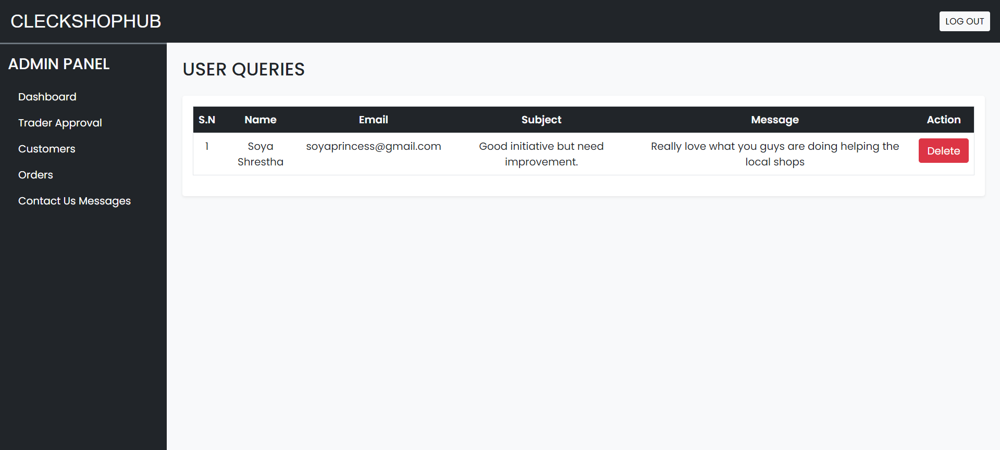 CLECKSHOPHUB
LOG OUT
ADMIN PANEL
Dashboard
Trader Approval
Customers
Orders
Contact Us Messages
USER QUERIES
S.N Name Email Subject Message Action
1 Soya soyaprincess@gmail.com Good initiative but need Really love what you guys are doing helping the Delete
Shrestha improvement. local shops